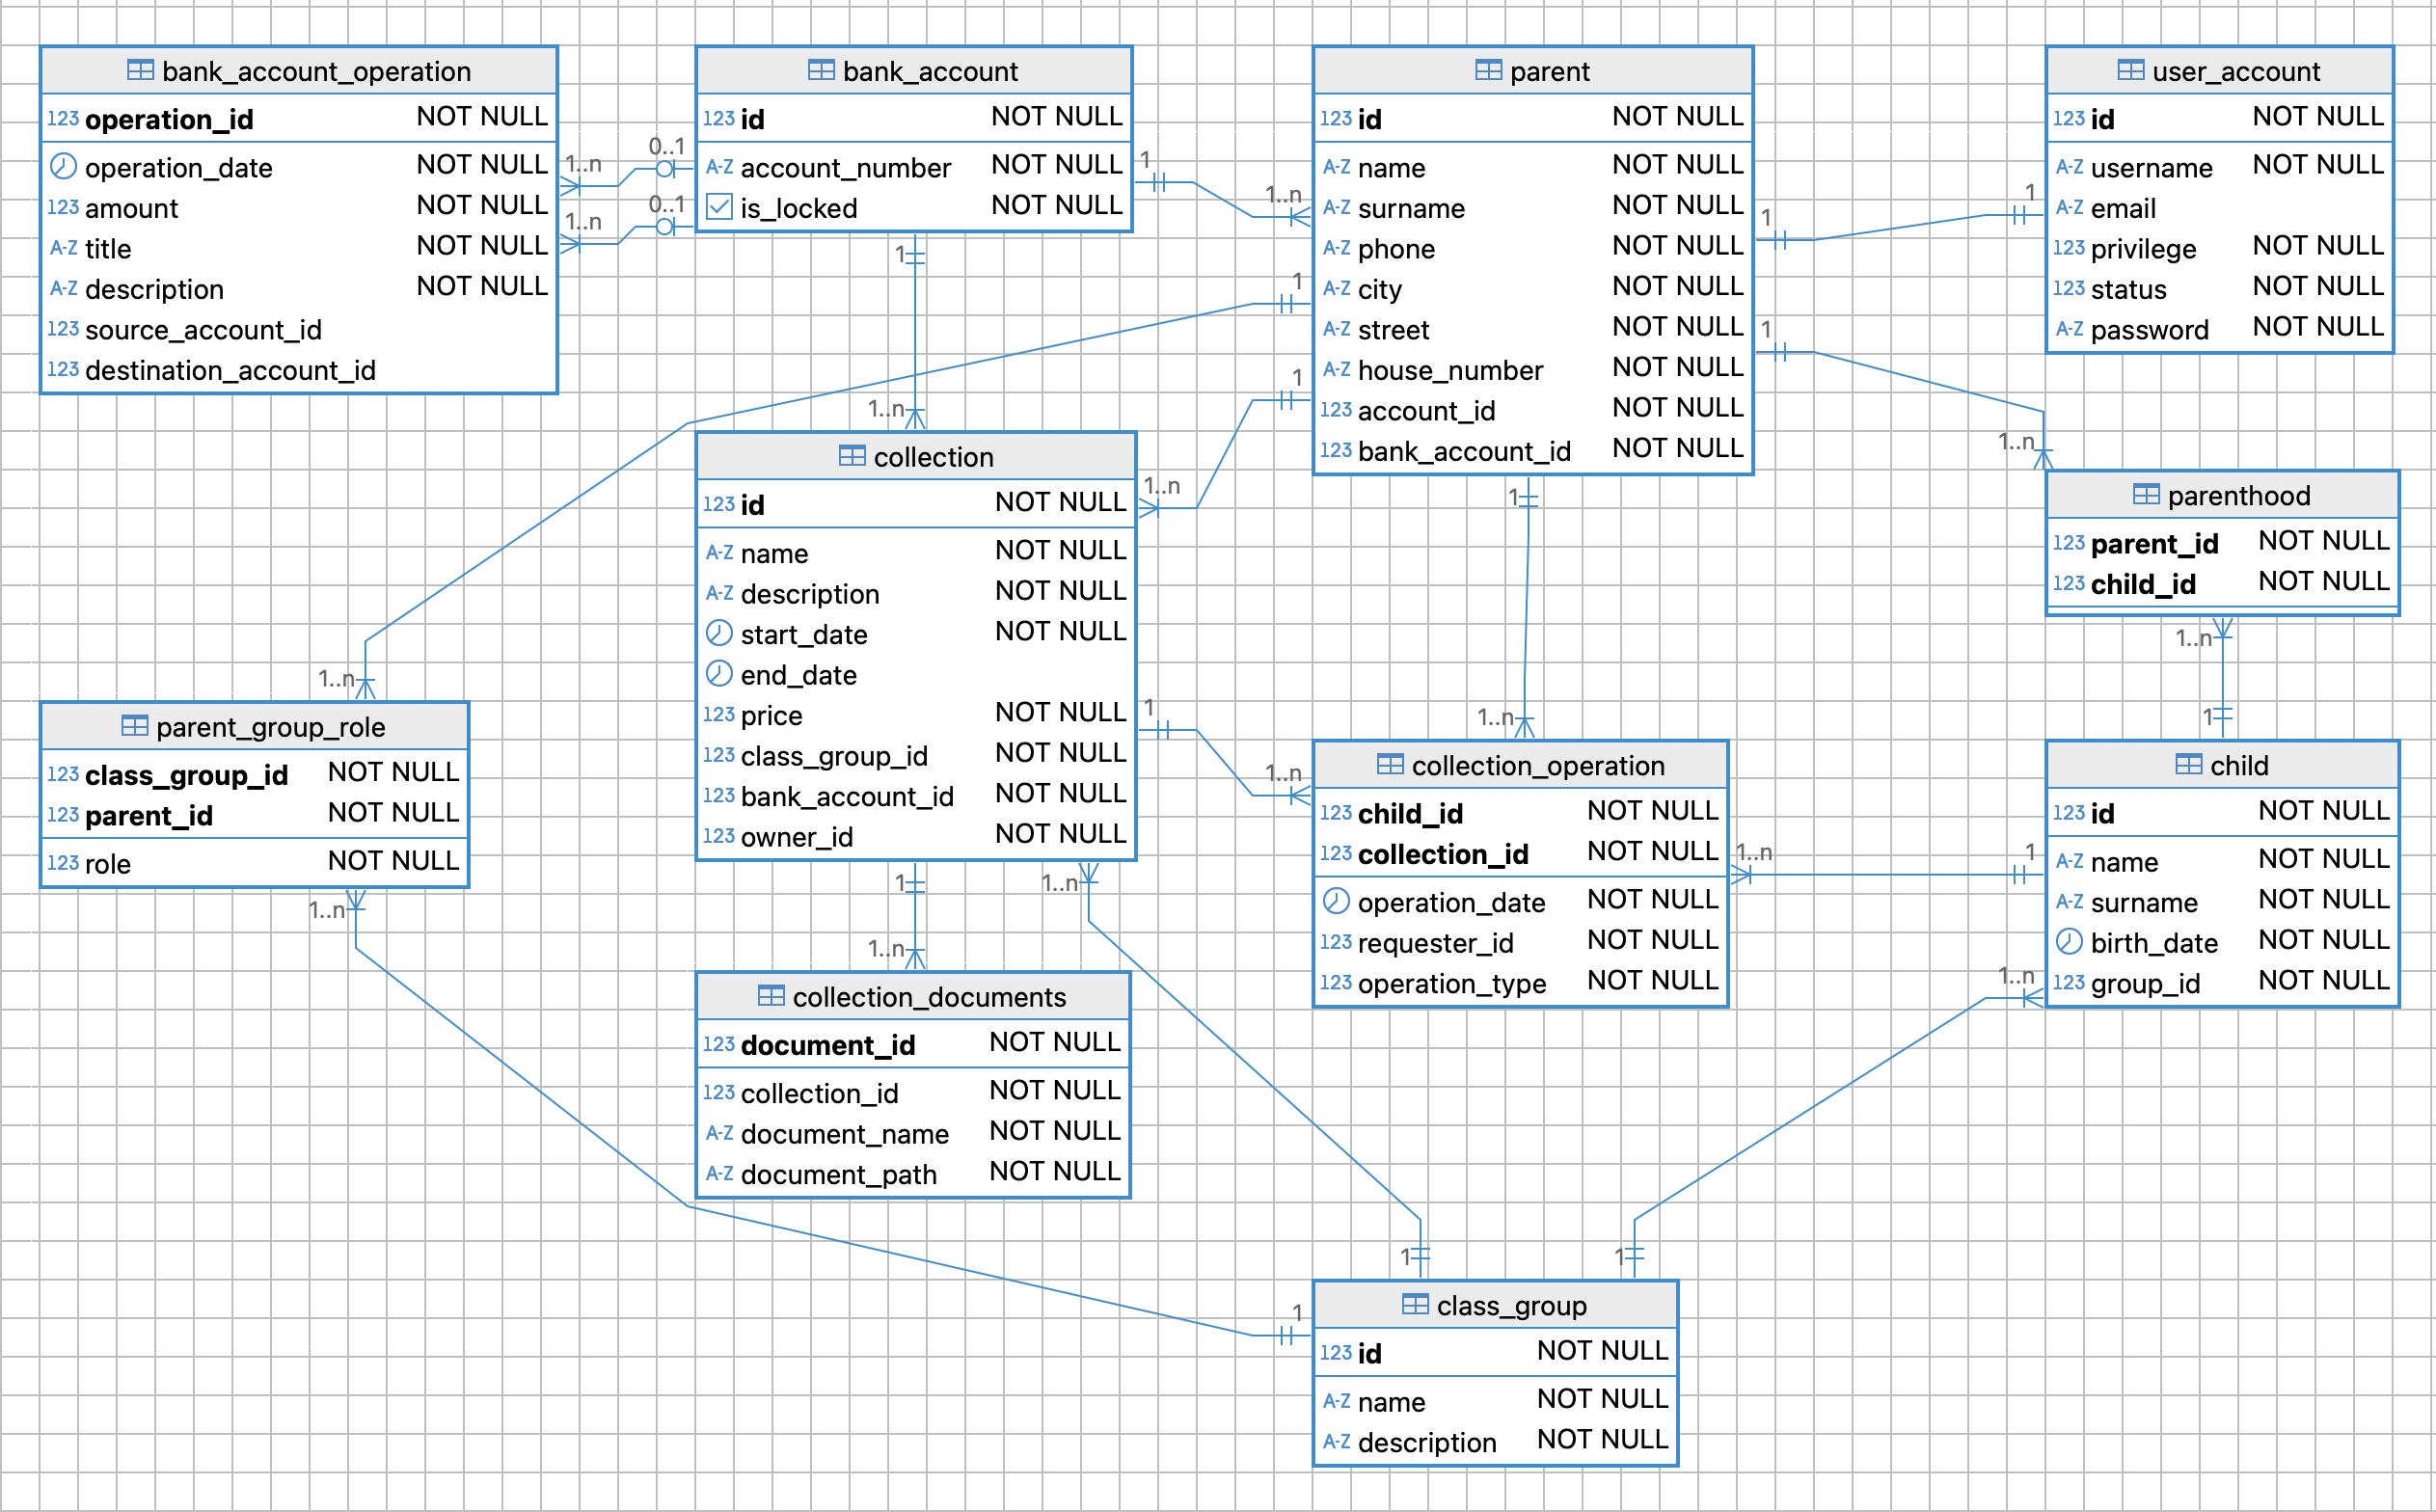 bank_account_operation
123 operation_id NOT NULL
operation_date NOT NULL
123 amount NOT NULL
A-Z title NOT NULL
A-Z description NOT NULL
123 source_account_id
123 destination_account_id
1..n
0..1
1..n
0..1
bank_account
123 id NOT NULL
A-Z account_number NOT NULL
is_locked NOT NULL
1
1..n
1
1..n
parent
123 id NOT NULL
A-Z name NOT NULL
A-Z surname NOT NULL
A-Z phone NOT NULL
A-Z city NOT NULL
A-Z street NOT NULL
A-Z house_number NOT NULL
123 account_id NOT NULL
123 bank_account_id NOT NULL
1
1
user_account
123 id NOT NULL
A-Z username NOT NULL
A-Z email
123 privilege NOT NULL
123 status NOT NULL
A-Z password NOT NULL
1
1..n
1
1..n
1
1..n
collection
123 id NOT NULL
A-Z name NOT NULL
A-Z description NOT NULL
start_date NOT NULL
end_date
123 price NOT NULL
123 class_group_id NOT NULL
123 bank_account_id NOT NULL
123 owner_id NOT NULL
parenthood
123 parent_id NOT NULL
123 child_id NOT NULL
1..n
1
1
1..n
parent_group_role
123 class_group_id NOT NULL
123 parent_id NOT NULL
123 role NOT NULL
1..n
1
1..n
collection_operation
123 child_id NOT NULL
123 collection_id NOT NULL
operation_date NOT NULL
123 requester_id NOT NULL
123 operation_type NOT NULL
1..n
1
child
123 id NOT NULL
A-Z name NOT NULL
A-Z surname NOT NULL
birth_date NOT NULL
123 group_id NOT NULL
1..n
1
1..n
1..n
collection_documents
123 document_id NOT NULL
123 collection_id NOT NULL
A-Z document_name NOT NULL
A-Z document_path NOT NULL
1
1
1
class_group
123 id NOT NULL
A-Z name NOT NULL
A-Z description NOT NULL